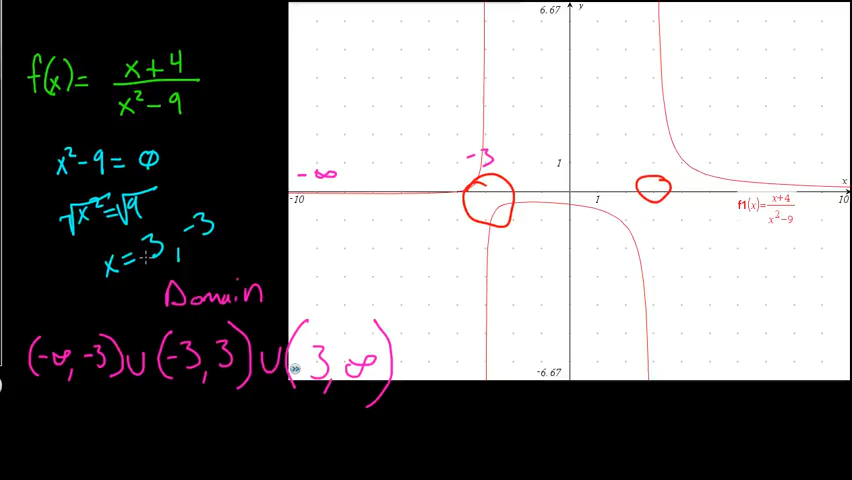 f(x) = x+4 / x² - 9
x² - 9 = 0
√x² = √9
x = 3, -3
Domain
(-∞, -3) ∪ (-3, 3) ∪ (3, ∞)
6.67
y
-3
-∞
1
x
-10
1
10
f1(x)=x+4 / x²-9
-6.67